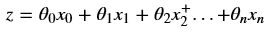 z = θ₀x₀ + θ₁x₁ + θ₂x₂⁺ ...+θₙxₙ